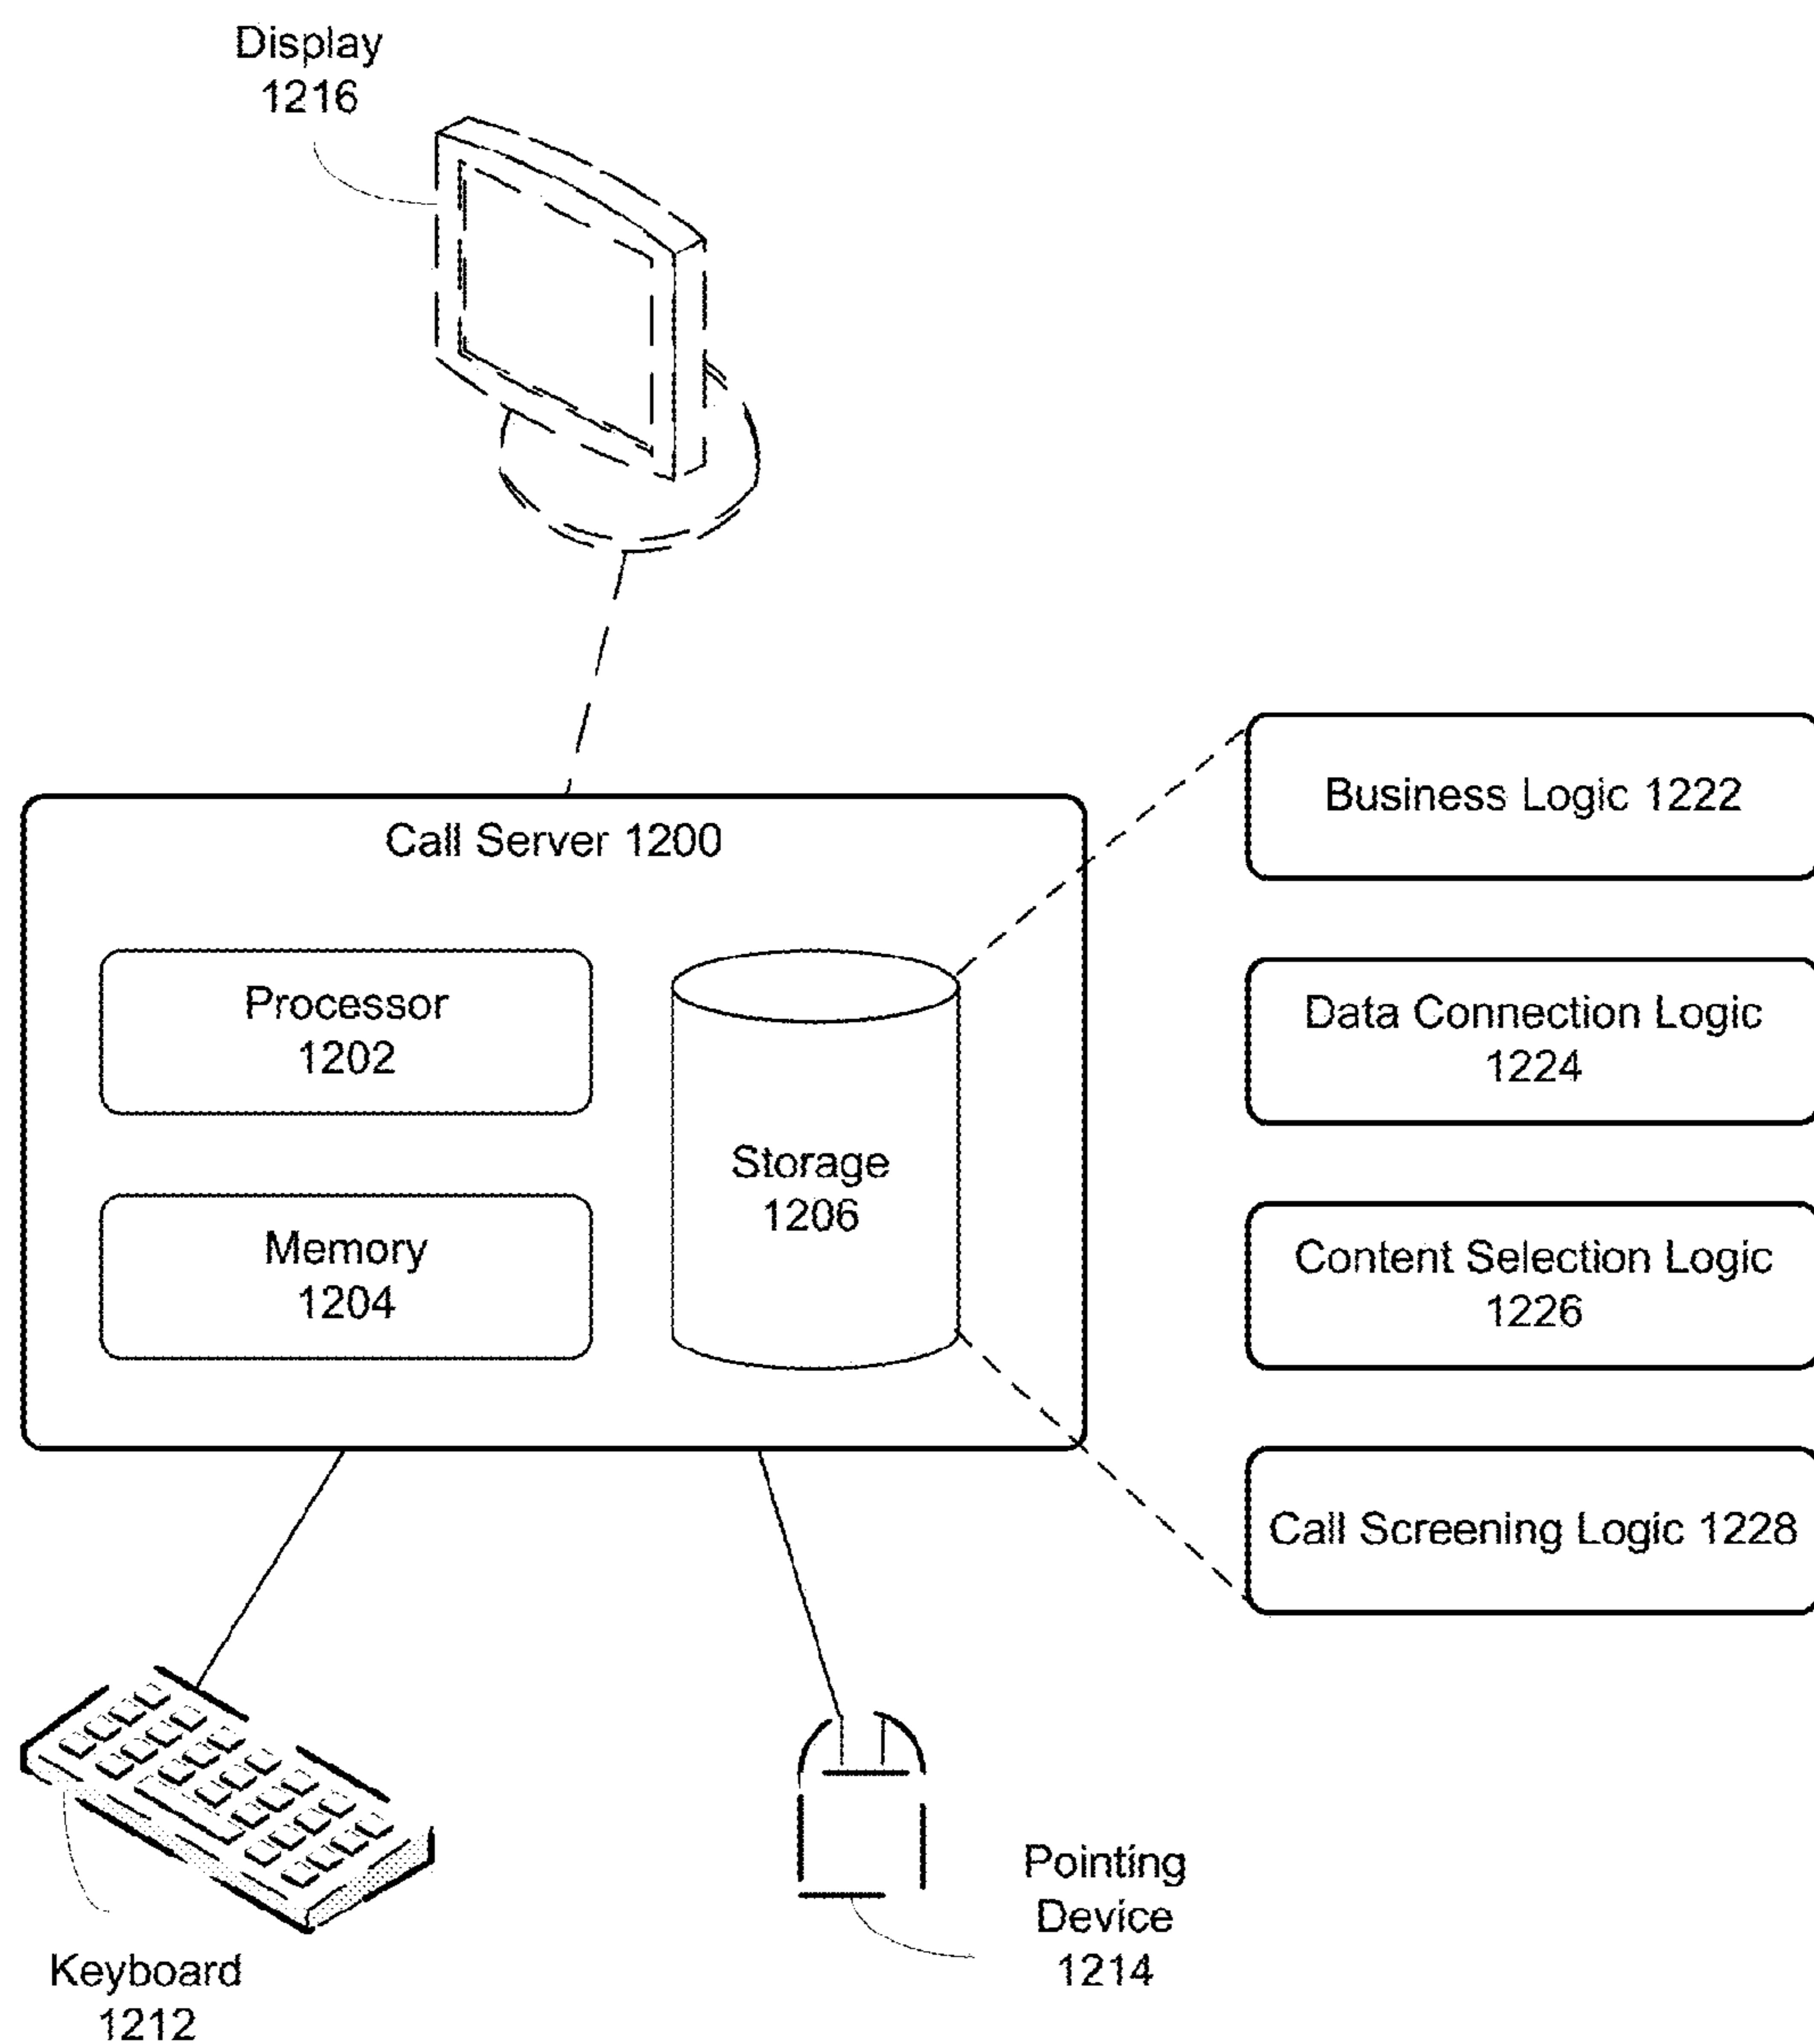 Display
1216
Call Server 1200
Processor
1202
Memory
1204
Storage
1206
Business Logic 1222
Data Connection Logic
1224
Content Selection Logic
1226
Call Screening Logic 1228
Keyboard
1212
Pointing
Device
1214